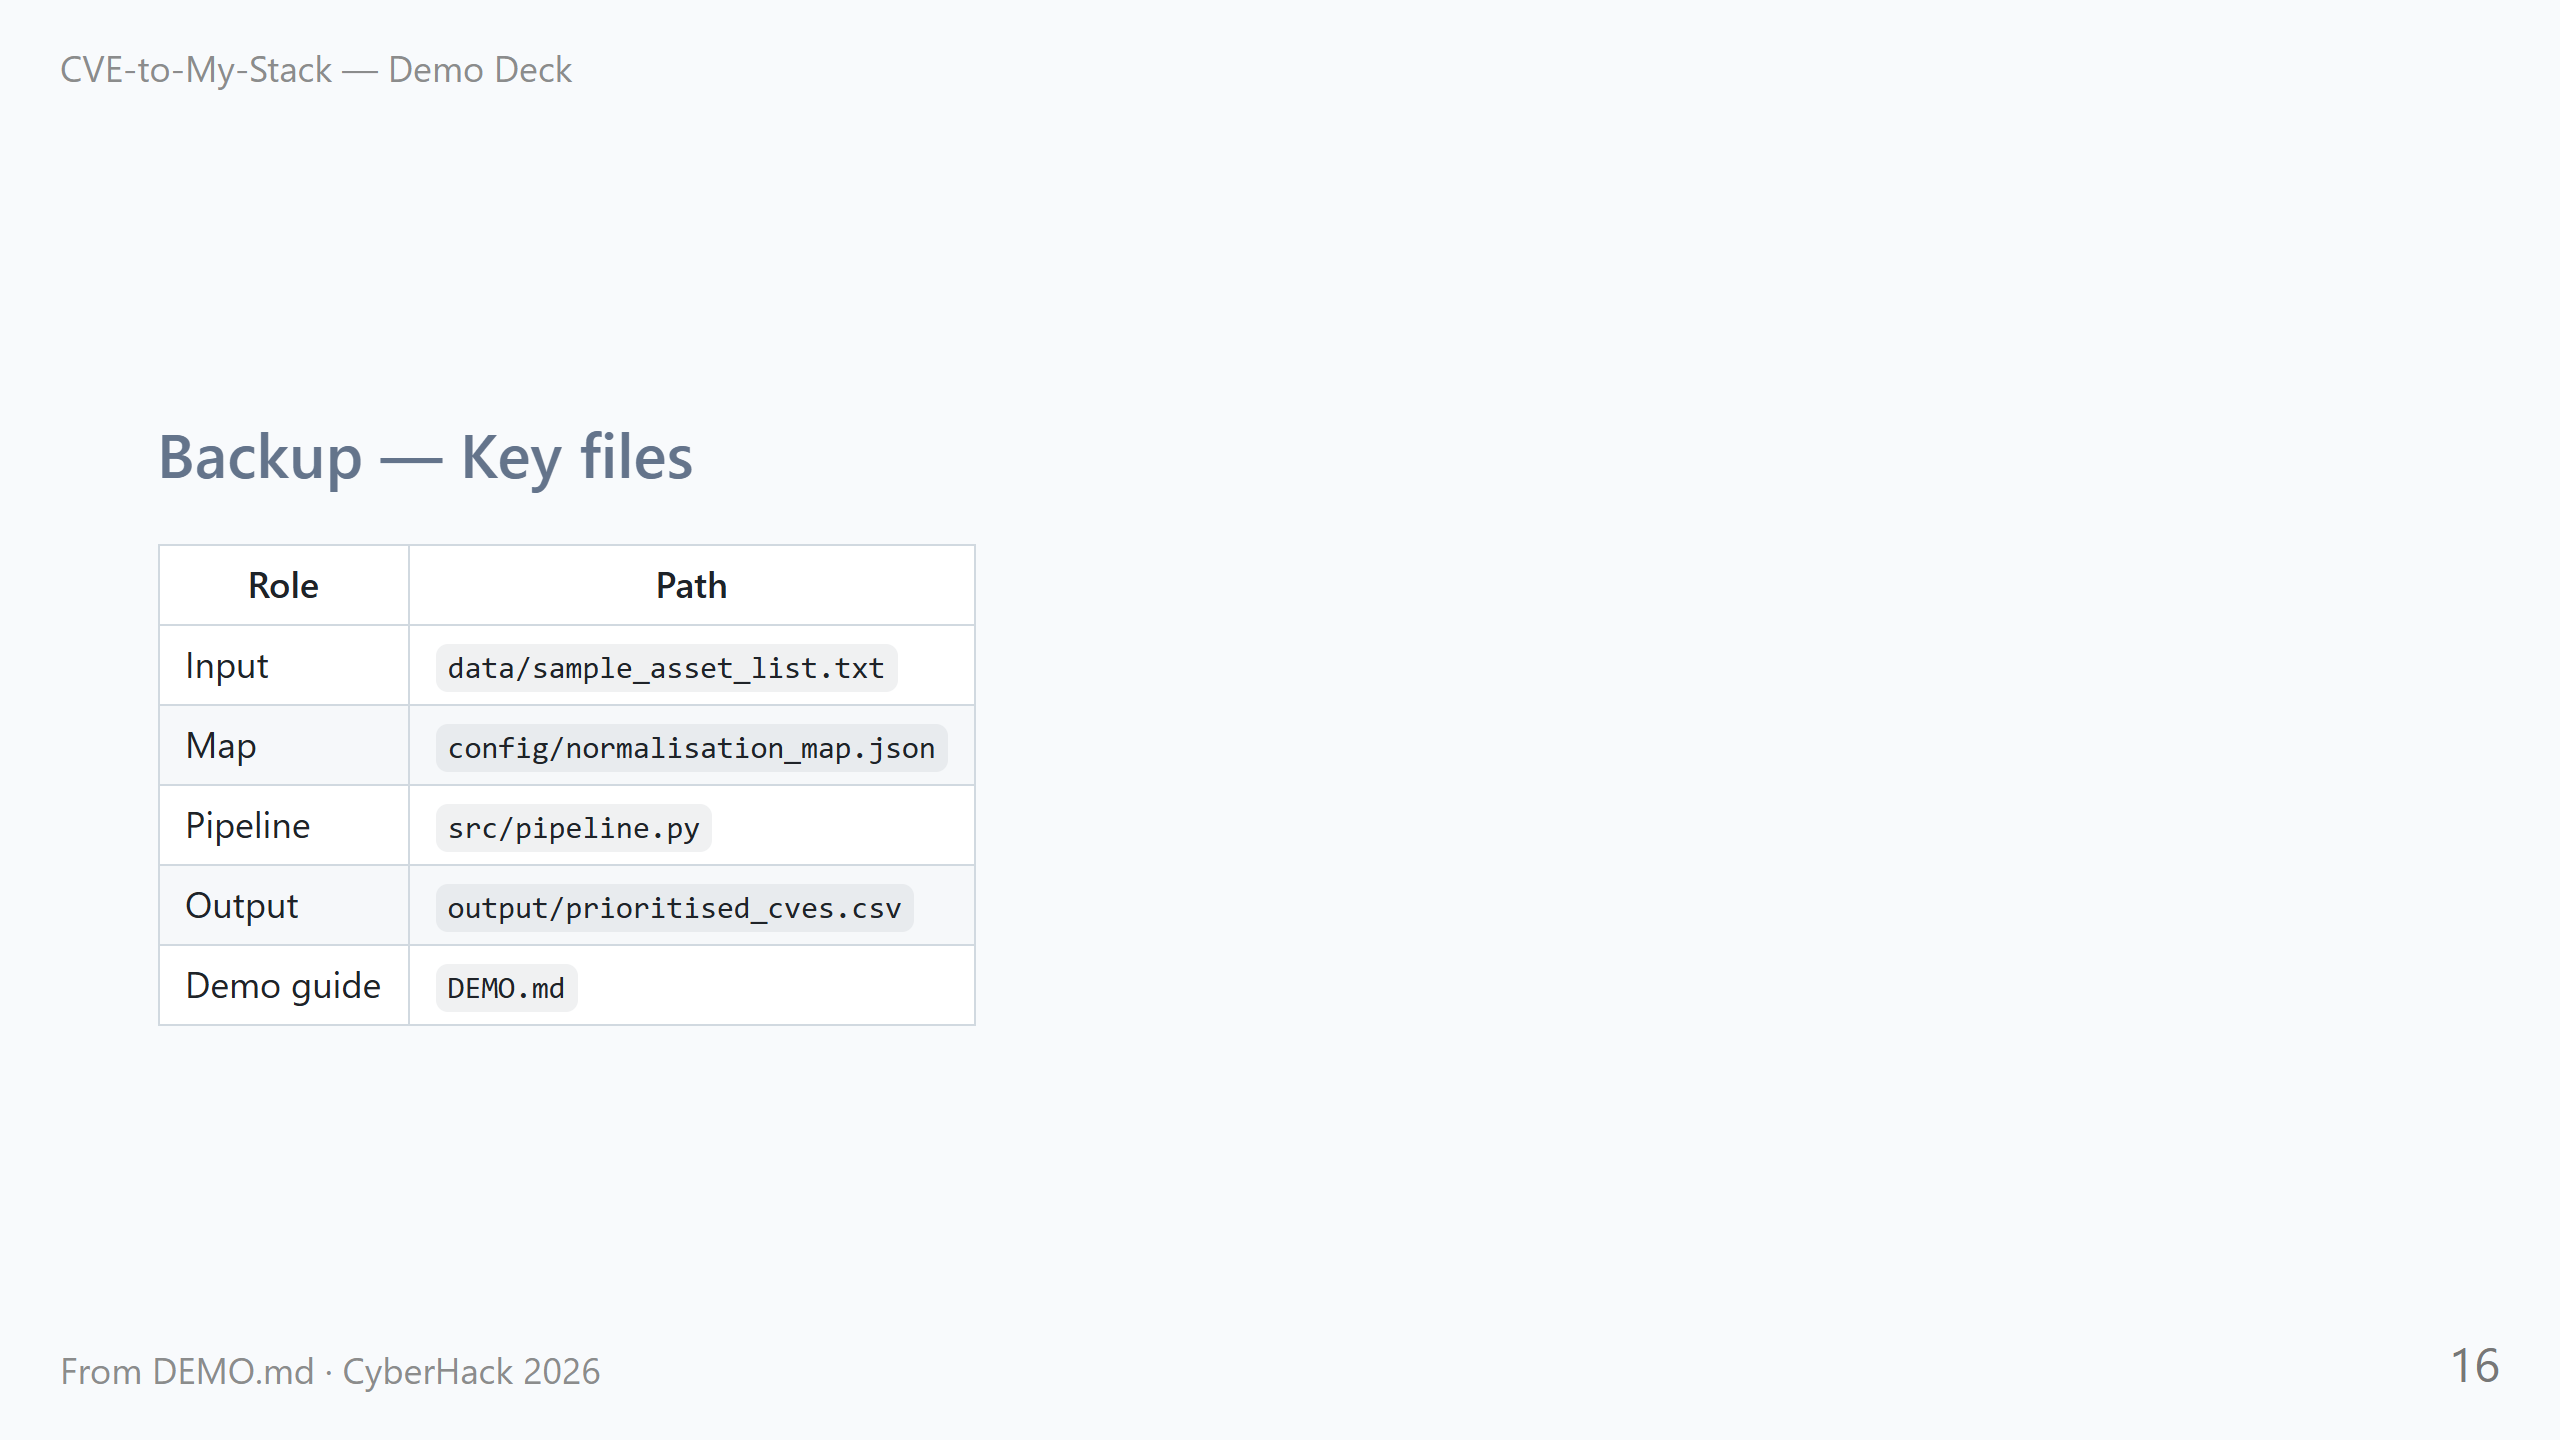 CVE-to-My-Stack — Demo Deck
Backup — Key files
Role Path
Input data/sample_asset_list.txt
Map config/normalisation_map.json
Pipeline src/pipeline.py
Output output/prioritised_cves.csv
Demo guide DEMO.md
From DEMO.md · CyberHack 2026
16